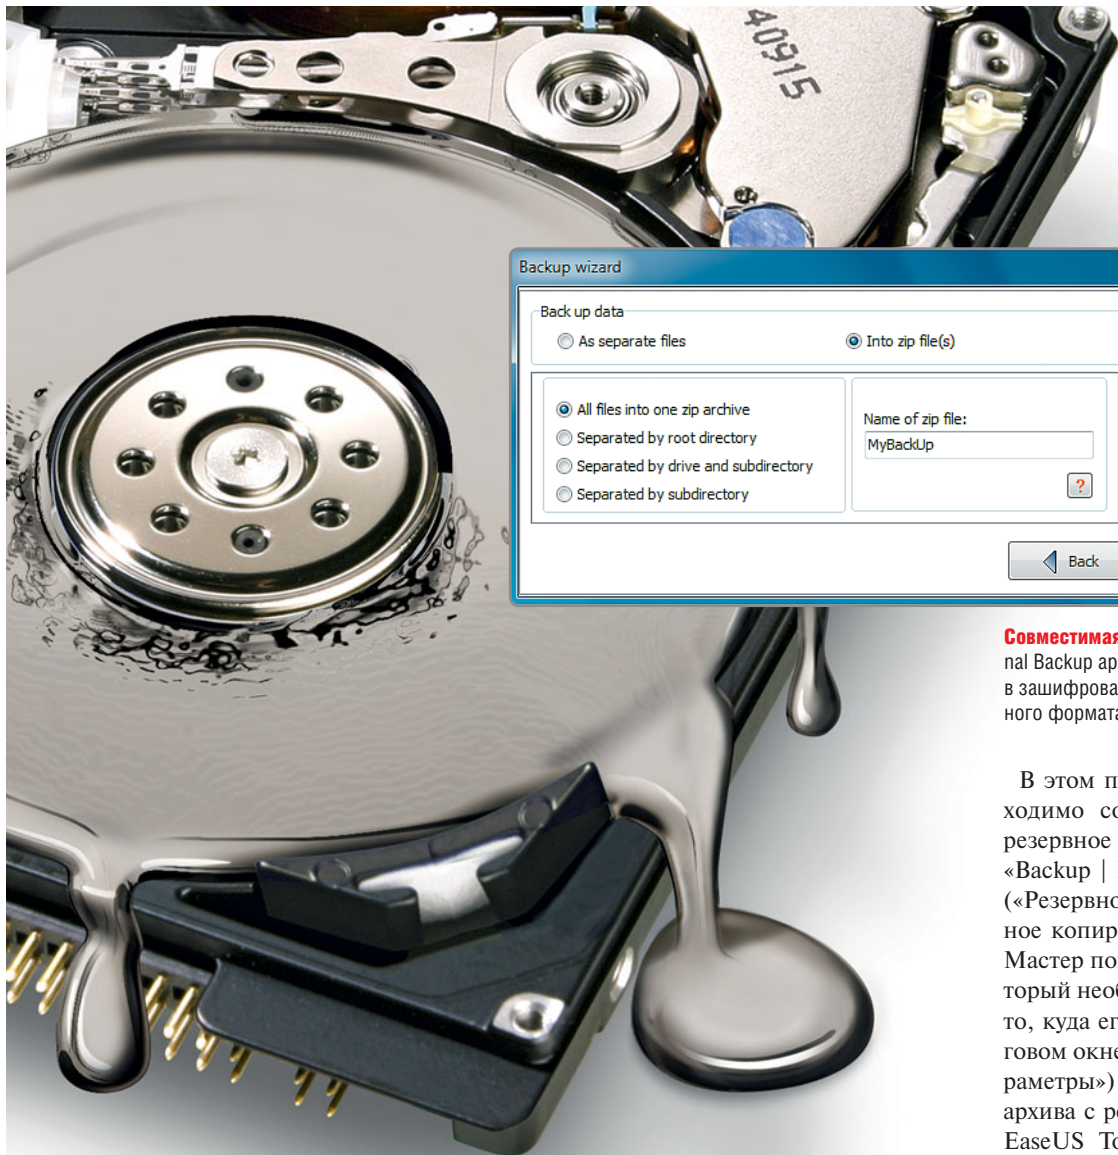 40915
Backup wizard
Back up data
As separate files
Into zip file(s)
All files into one zip archive
Separated by root directory
Separated by drive and subdirectory
Separated by subdirectory
Name of zip file:
MyBackUp
?
Back
Совместимая
nal Backup ар
в зашифрова
ного формата
В этом п
ходимо со
резервное
«Backup |
(«Резервно
ное копир
Мастер по
торый необ
то, куда ег
говом окне
раметры»)
архива с ре
EaseUS To